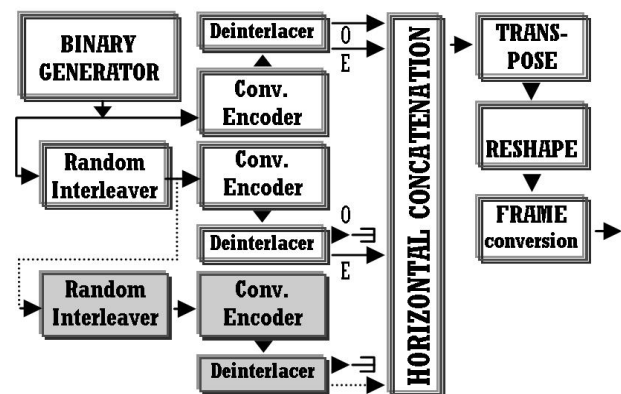 BINARY
GENERATOR
Deinterlacer
O
E
Conv.
Encoder
Random
Interleaver
Conv.
Encoder
Deinterlacer
O
E
Random
Interleaver
Conv.
Encoder
Deinterlacer
HORIZONTAL CONCATENATION
TRANS-
POSE
RESHAPE
FRAME
conversion